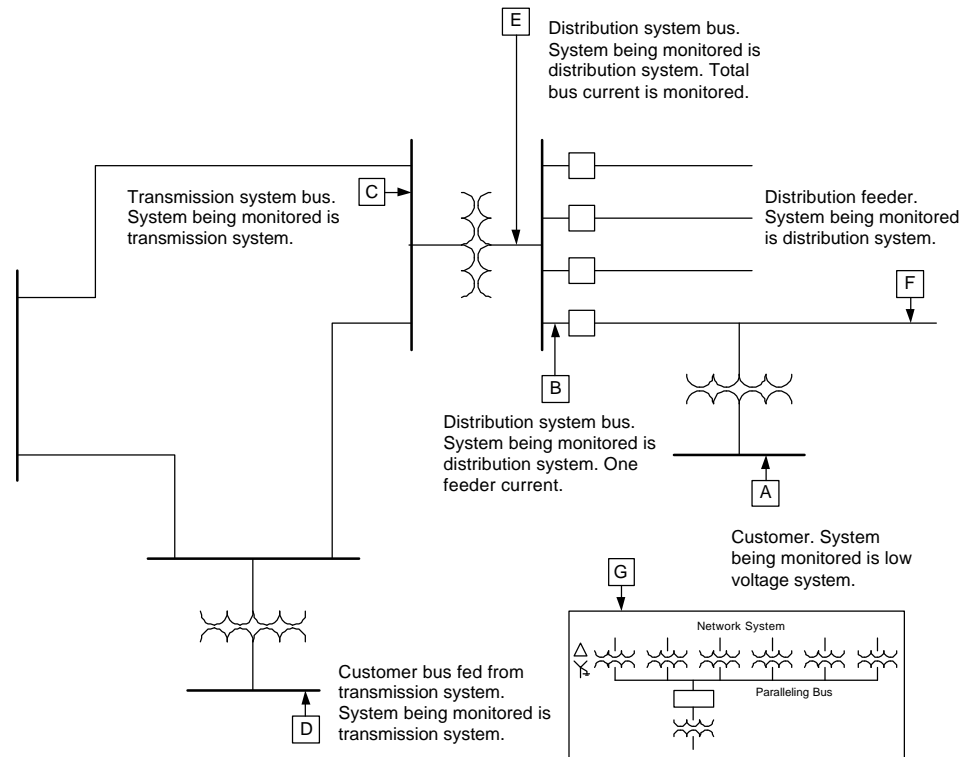 E
Distribution system bus.
System being monitored is
distribution system. Total
bus current is monitored.
C
Transmission system bus.
System being monitored is
transmission system.
Distribution feeder.
System being monitored
is distribution system.
F
B
Distribution system bus.
System being monitored is
distribution system. One
feeder current.
A
Customer. System
being monitored is low
voltage system.
G
Network System
Paralleling Bus
Customer bus fed from
transmission system.
System being monitored is
transmission system.
D